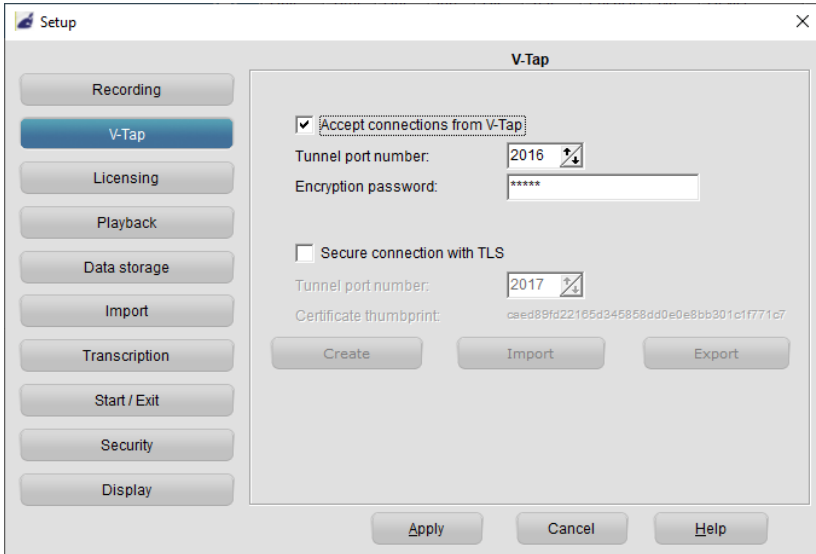 Setup
V-Tap
Recording
V-Tap
Licensing
Playback
Data storage
Import
Transcription
Start / Exit
Security
Display
Accept connections from V-Tap
Tunnel port number: 2016
Encryption password: *****
Secure connection with TLS
Tunnel port number: 2017
Certificate thumbprint: caed89fd22165d345858dd0e0e8bb301c1f771c7
Create Import Export
Apply Cancel Help